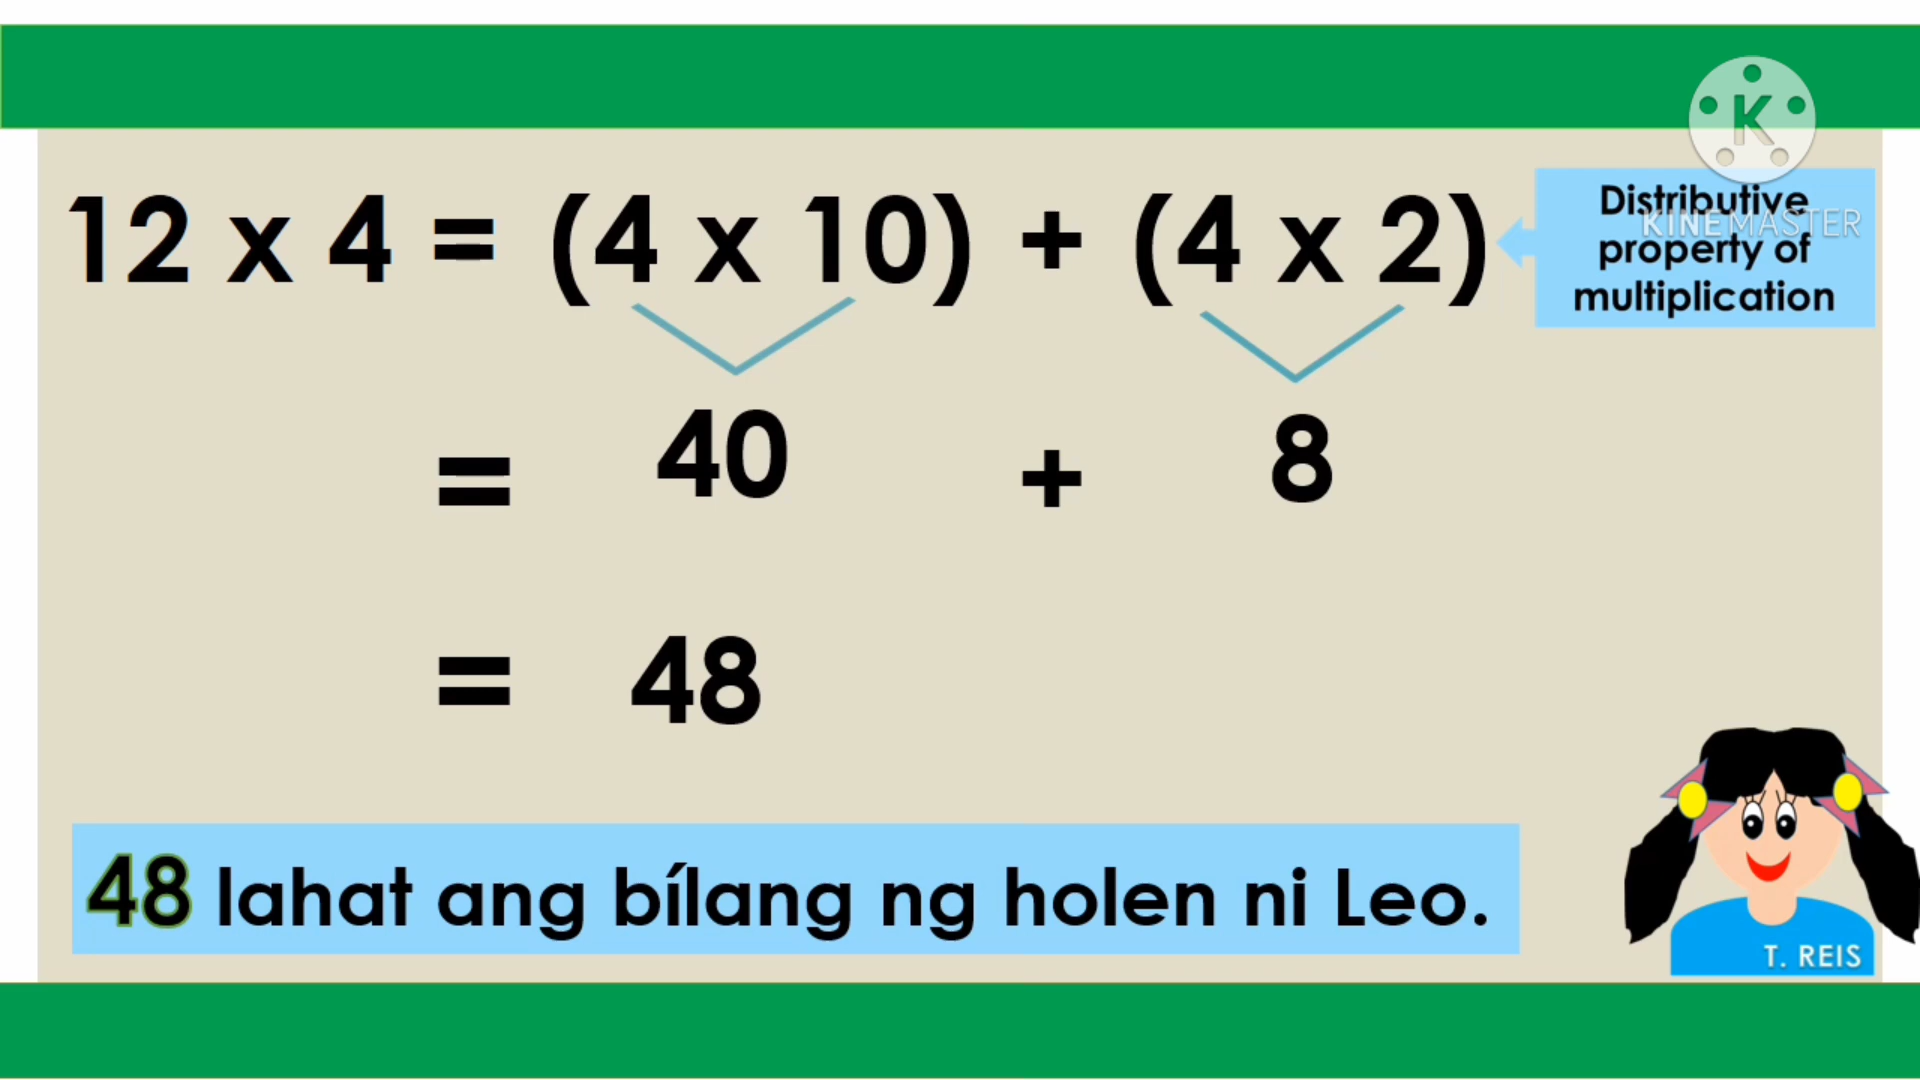 12 x 4 = (4 x 10) + (4 x 2)
Distributive
property of
multiplication
K
KINEMASTER
= 40 + 8
= 48
48 lahat ang bílang ng holen ni Leo.
T. REIS